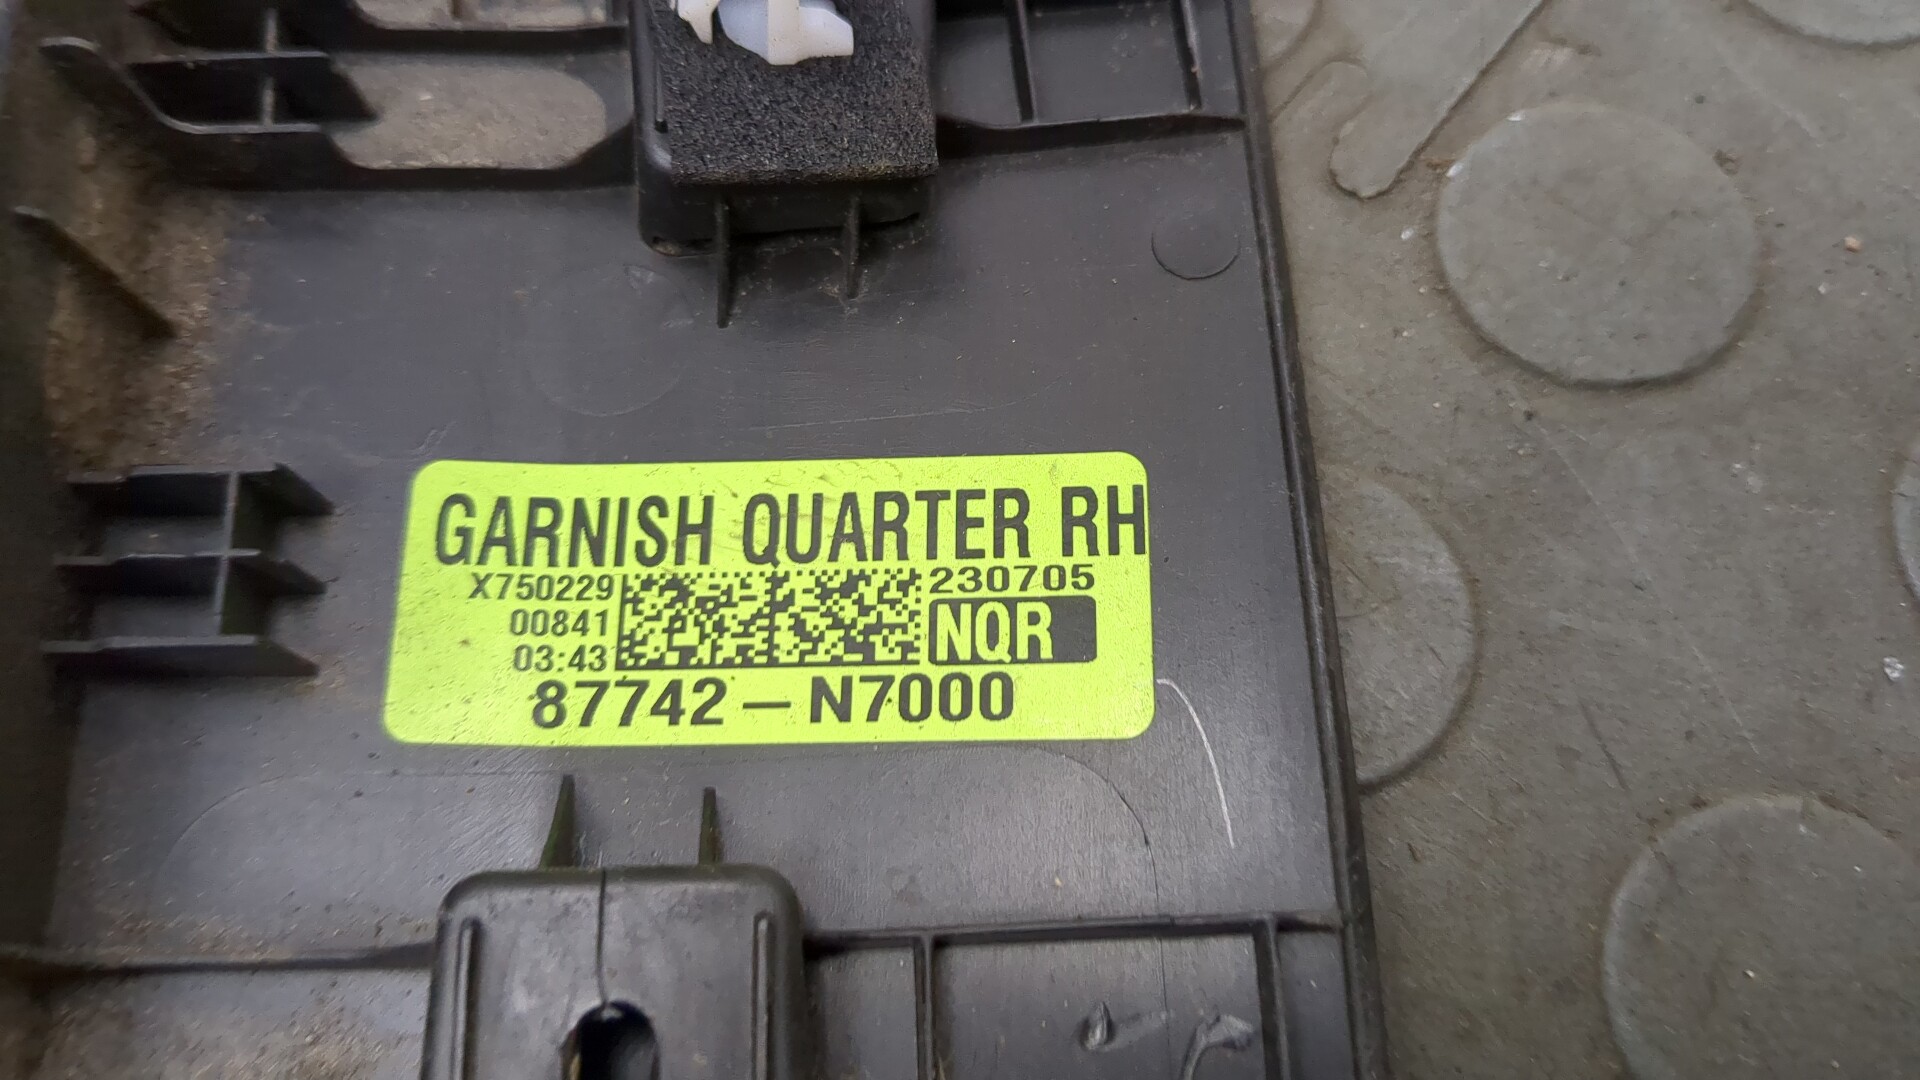 GARNISH QUARTER RH
X750229 230705
00841 NQR
03:43
87742-N7000